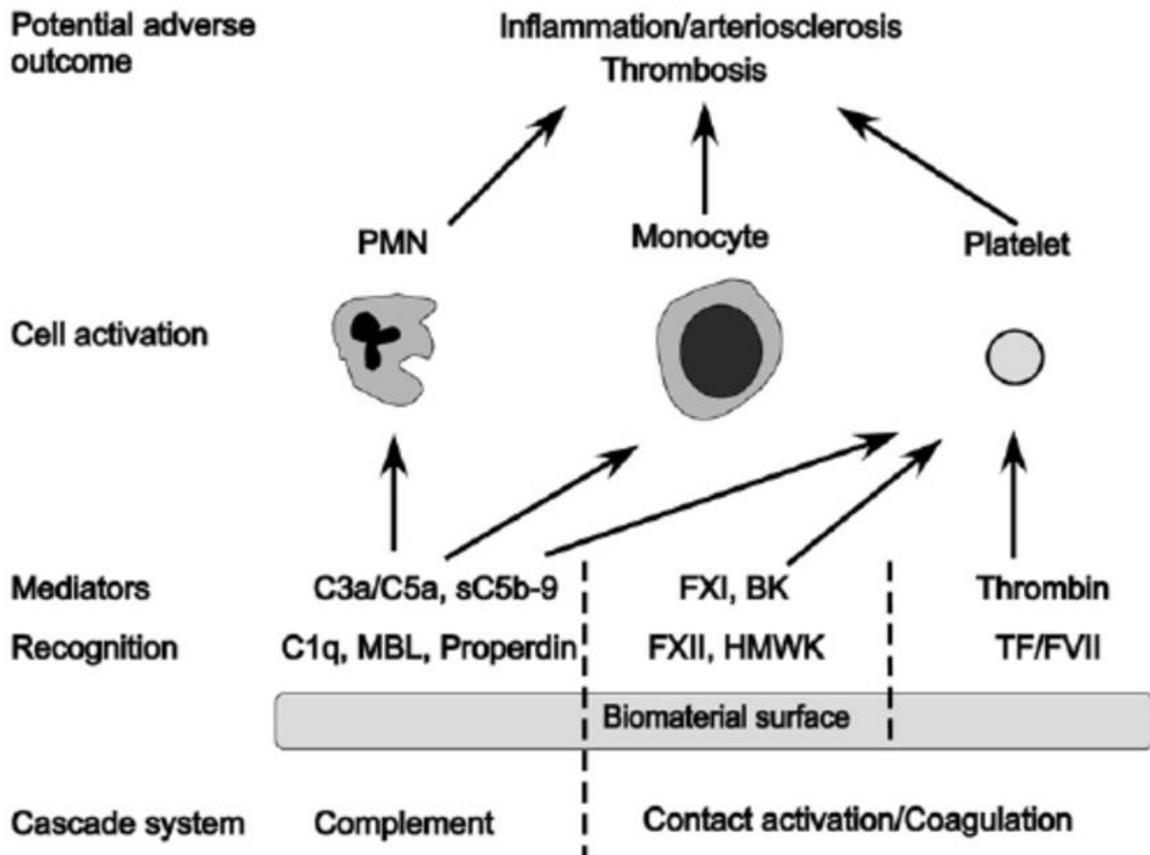 Potential adverse
outcome
Inflammation/arteriosclerosis
Thrombosis
PMN
Monocyte
Platelet
Cell activation
Mediators
C3a/C5a, sC5b-9
FXI, BK
Thrombin
Recognition
C1q, MBL, Properdin
FXII, HMWK
TF/FVII
Biomaterial surface
Cascade system
Complement
Contact activation/Coagulation